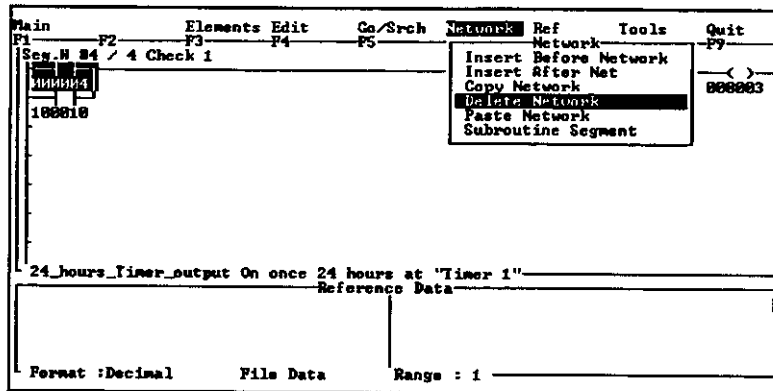 Main Elements Edit Go/Srch Network Ref Tools Quit
F1 F2 F3 F4 F5 Network F9
Seg.N #4 / 4 Check 1
Insert Before Network
Insert After Net
Copy Network
Delete Network
Paste Network
Subroutine Segment
000003
100010
24_hours_Timer_output On once 24 hours at "Timer 1"
Reference Data
Format :Decimal File Data Range : 1